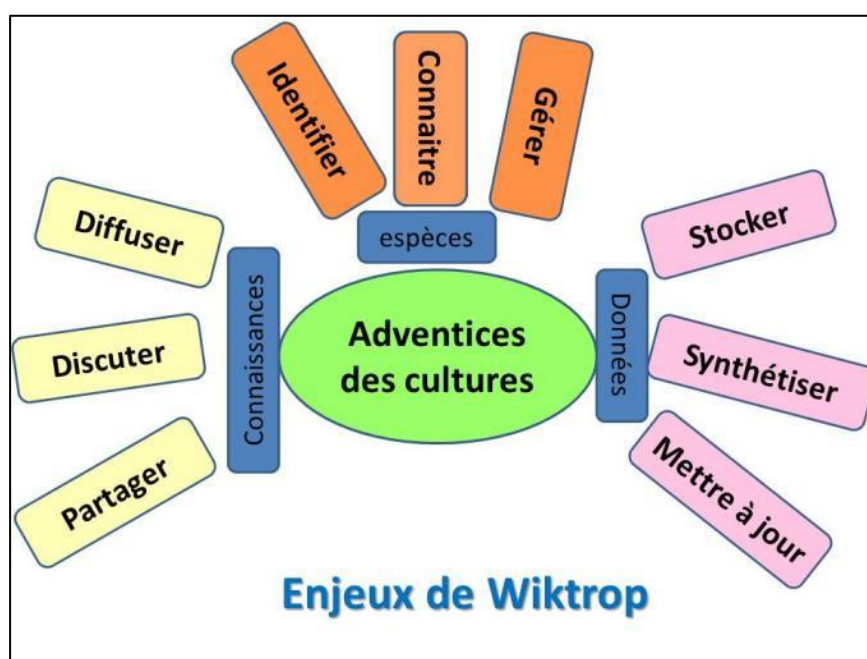 Identifier
Connaitre
Gérer
espèces
Diffuser
Discuter
Partager
Connaissances
Adventices
des cultures
Données
Stocker
Synthétiser
Mettre à jour
Enjeux de Wiktrop